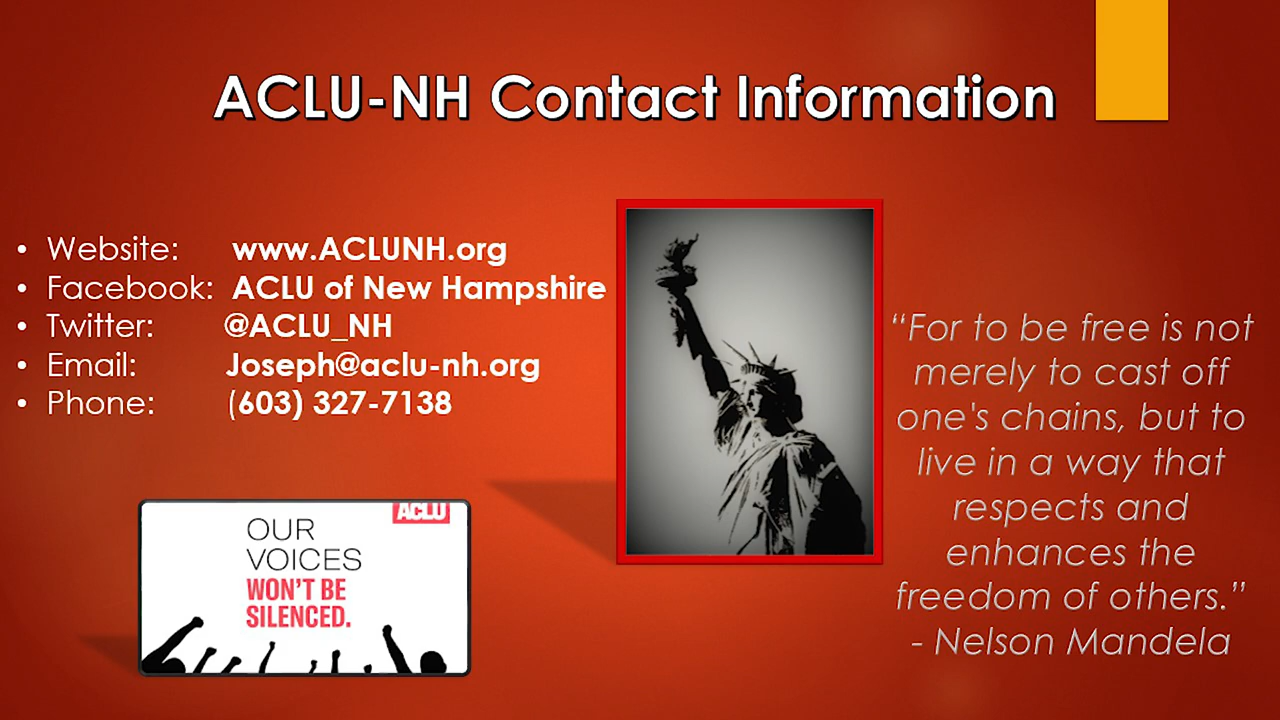 ACLU-NH Contact Information
• Website: www.ACLUNH.org
• Facebook: ACLU of New Hampshire
• Twitter: @ACLU_NH
• Email: Joseph@aclu-nh.org
• Phone: (603) 327-7138
ACLU
OUR
VOICES
WON'T BE
SILENCED.
“For to be free is not
merely to cast off
one's chains, but to
live in a way that
respects and
enhances the
freedom of others.”
- Nelson Mandela